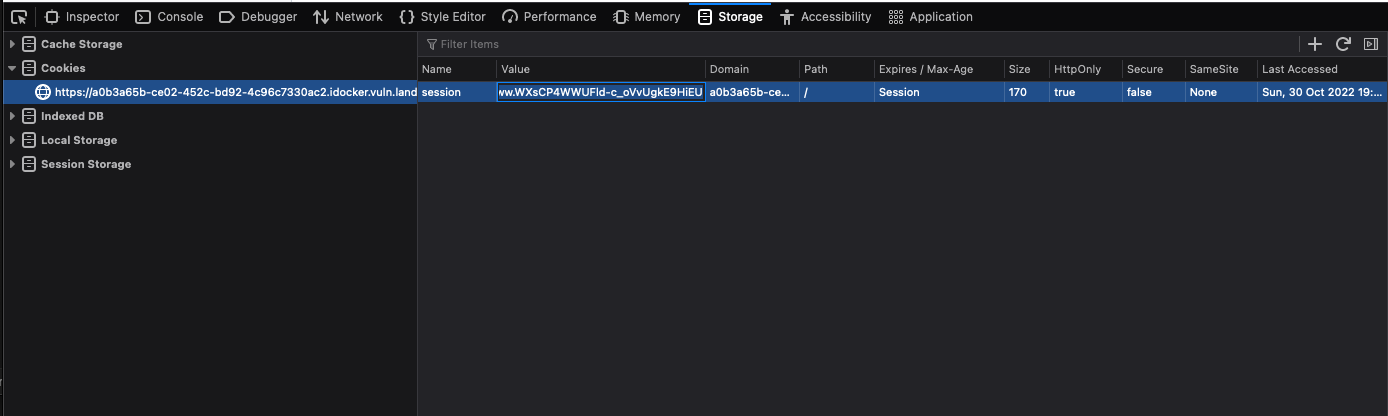 Inspector Console Debugger Network Style Editor Performance Memory Storage Accessibility Application
Cache Storage
Filter Items
Cookies
Name Value Domain Path Expires / Max-Age Size HttpOnly Secure SameSite Last Accessed
https://a0b3a65b-ce02-452c-bd92-4c96c7330ac2.idocker.vuln.land
session ww.WXsCP4WWUFld-c_oVvUgkE9HiEU a0b3a65b-ce... / Session 170 true false None Sun, 30 Oct 2022 19:...
Indexed DB
Local Storage
Session Storage